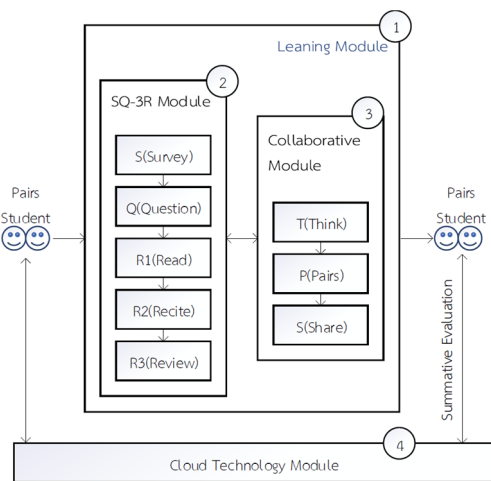 1
Leaning Module
2
SQ-3R Module
3
Collaborative
Module
S(Survey)
Q(Question)
R1(Read)
R2(Recite)
R3(Review)
T(Think)
P(Pairs)
S(Share)
Pairs
Student
Pairs
Student
Summative Evaluation
4
Cloud Technology Module